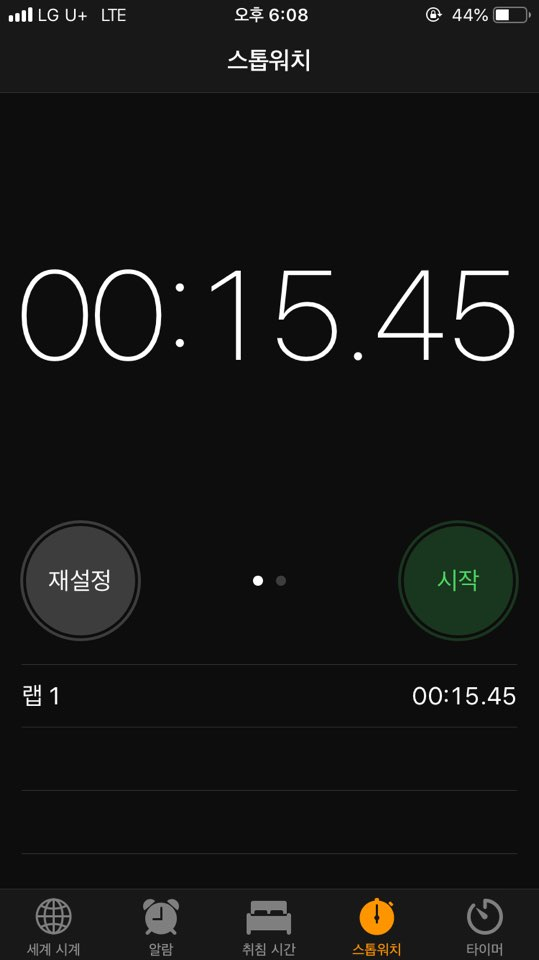 LG U+ LTE 오후 6:08 44%
스톱워치
00:15.45
재설정 시작
랩 1 00:15.45
세계 시계 알람 취침 시간 스톱워치 타이머